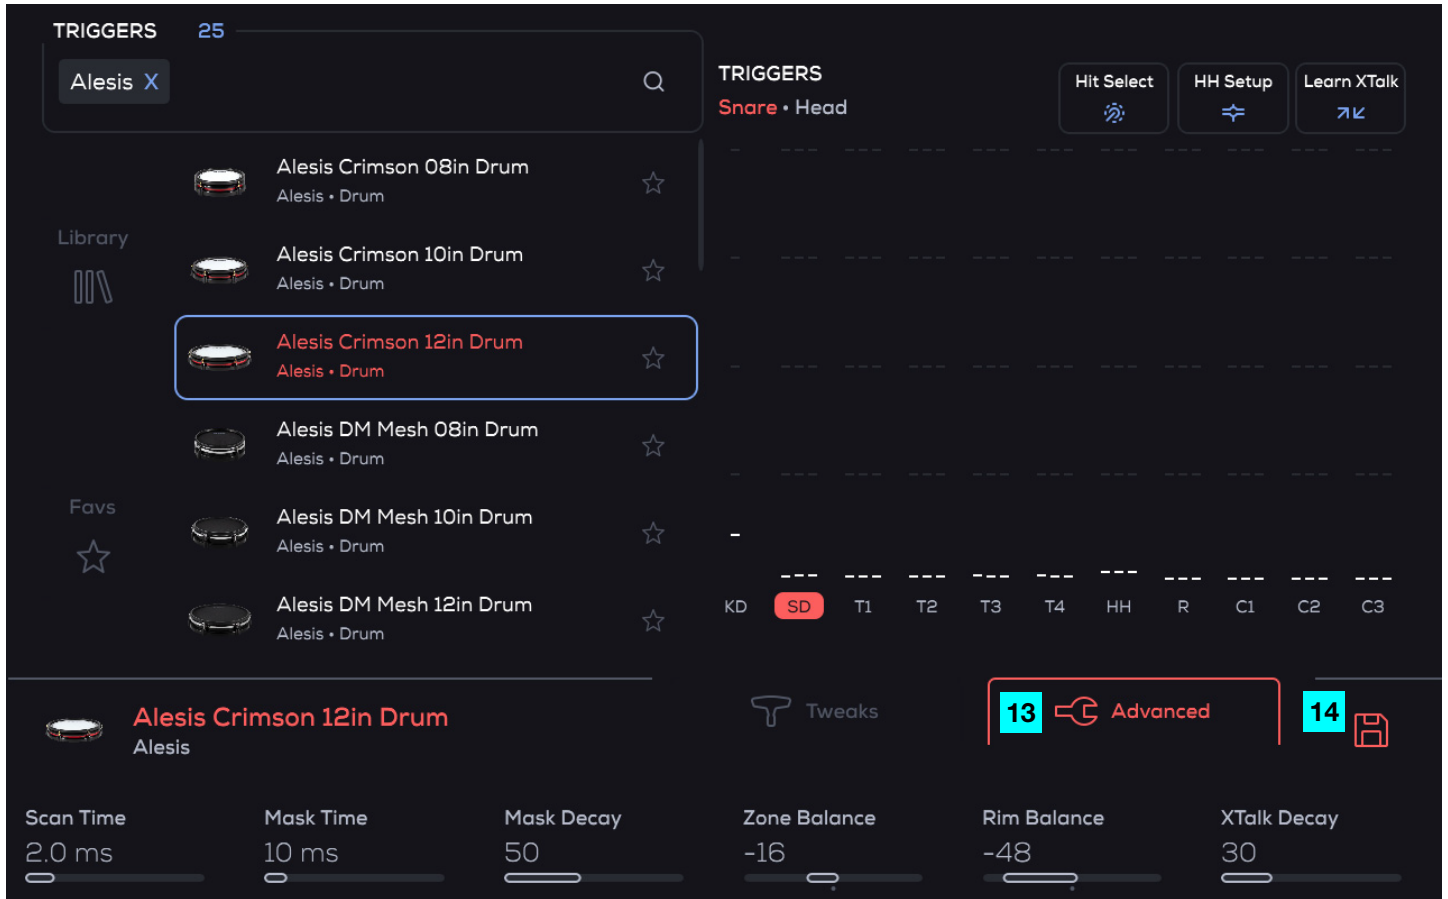 TRIGGERS 25
Alesis X
Library
Favs
Alesis Crimson 08in Drum
Alesis • Drum
Alesis Crimson 10in Drum
Alesis • Drum
Alesis Crimson 12in Drum
Alesis • Drum
Alesis DM Mesh 08in Drum
Alesis • Drum
Alesis DM Mesh 10in Drum
Alesis • Drum
Alesis DM Mesh 12in Drum
Alesis • Drum
TRIGGERS
Snare • Head
Hit Select
HH Setup
Learn XTalk
KD SD T1 T2 T3 T4 HH R C1 C2 C3
Alesis Crimson 12in Drum
Alesis
Tweaks
13 Advanced
14
Scan Time
2.0 ms
Mask Time
10 ms
Mask Decay
50
Zone Balance
-16
Rim Balance
-48
XTalk Decay
30